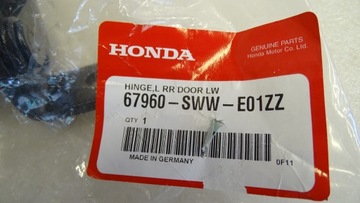 HONDA
GENUINE PARTS
Honda Motor Co., Ltd.
HINGE,L RR DOOR LW
67960-SWW-E01ZZ
QTY 1
MADE IN GERMANY
0F11